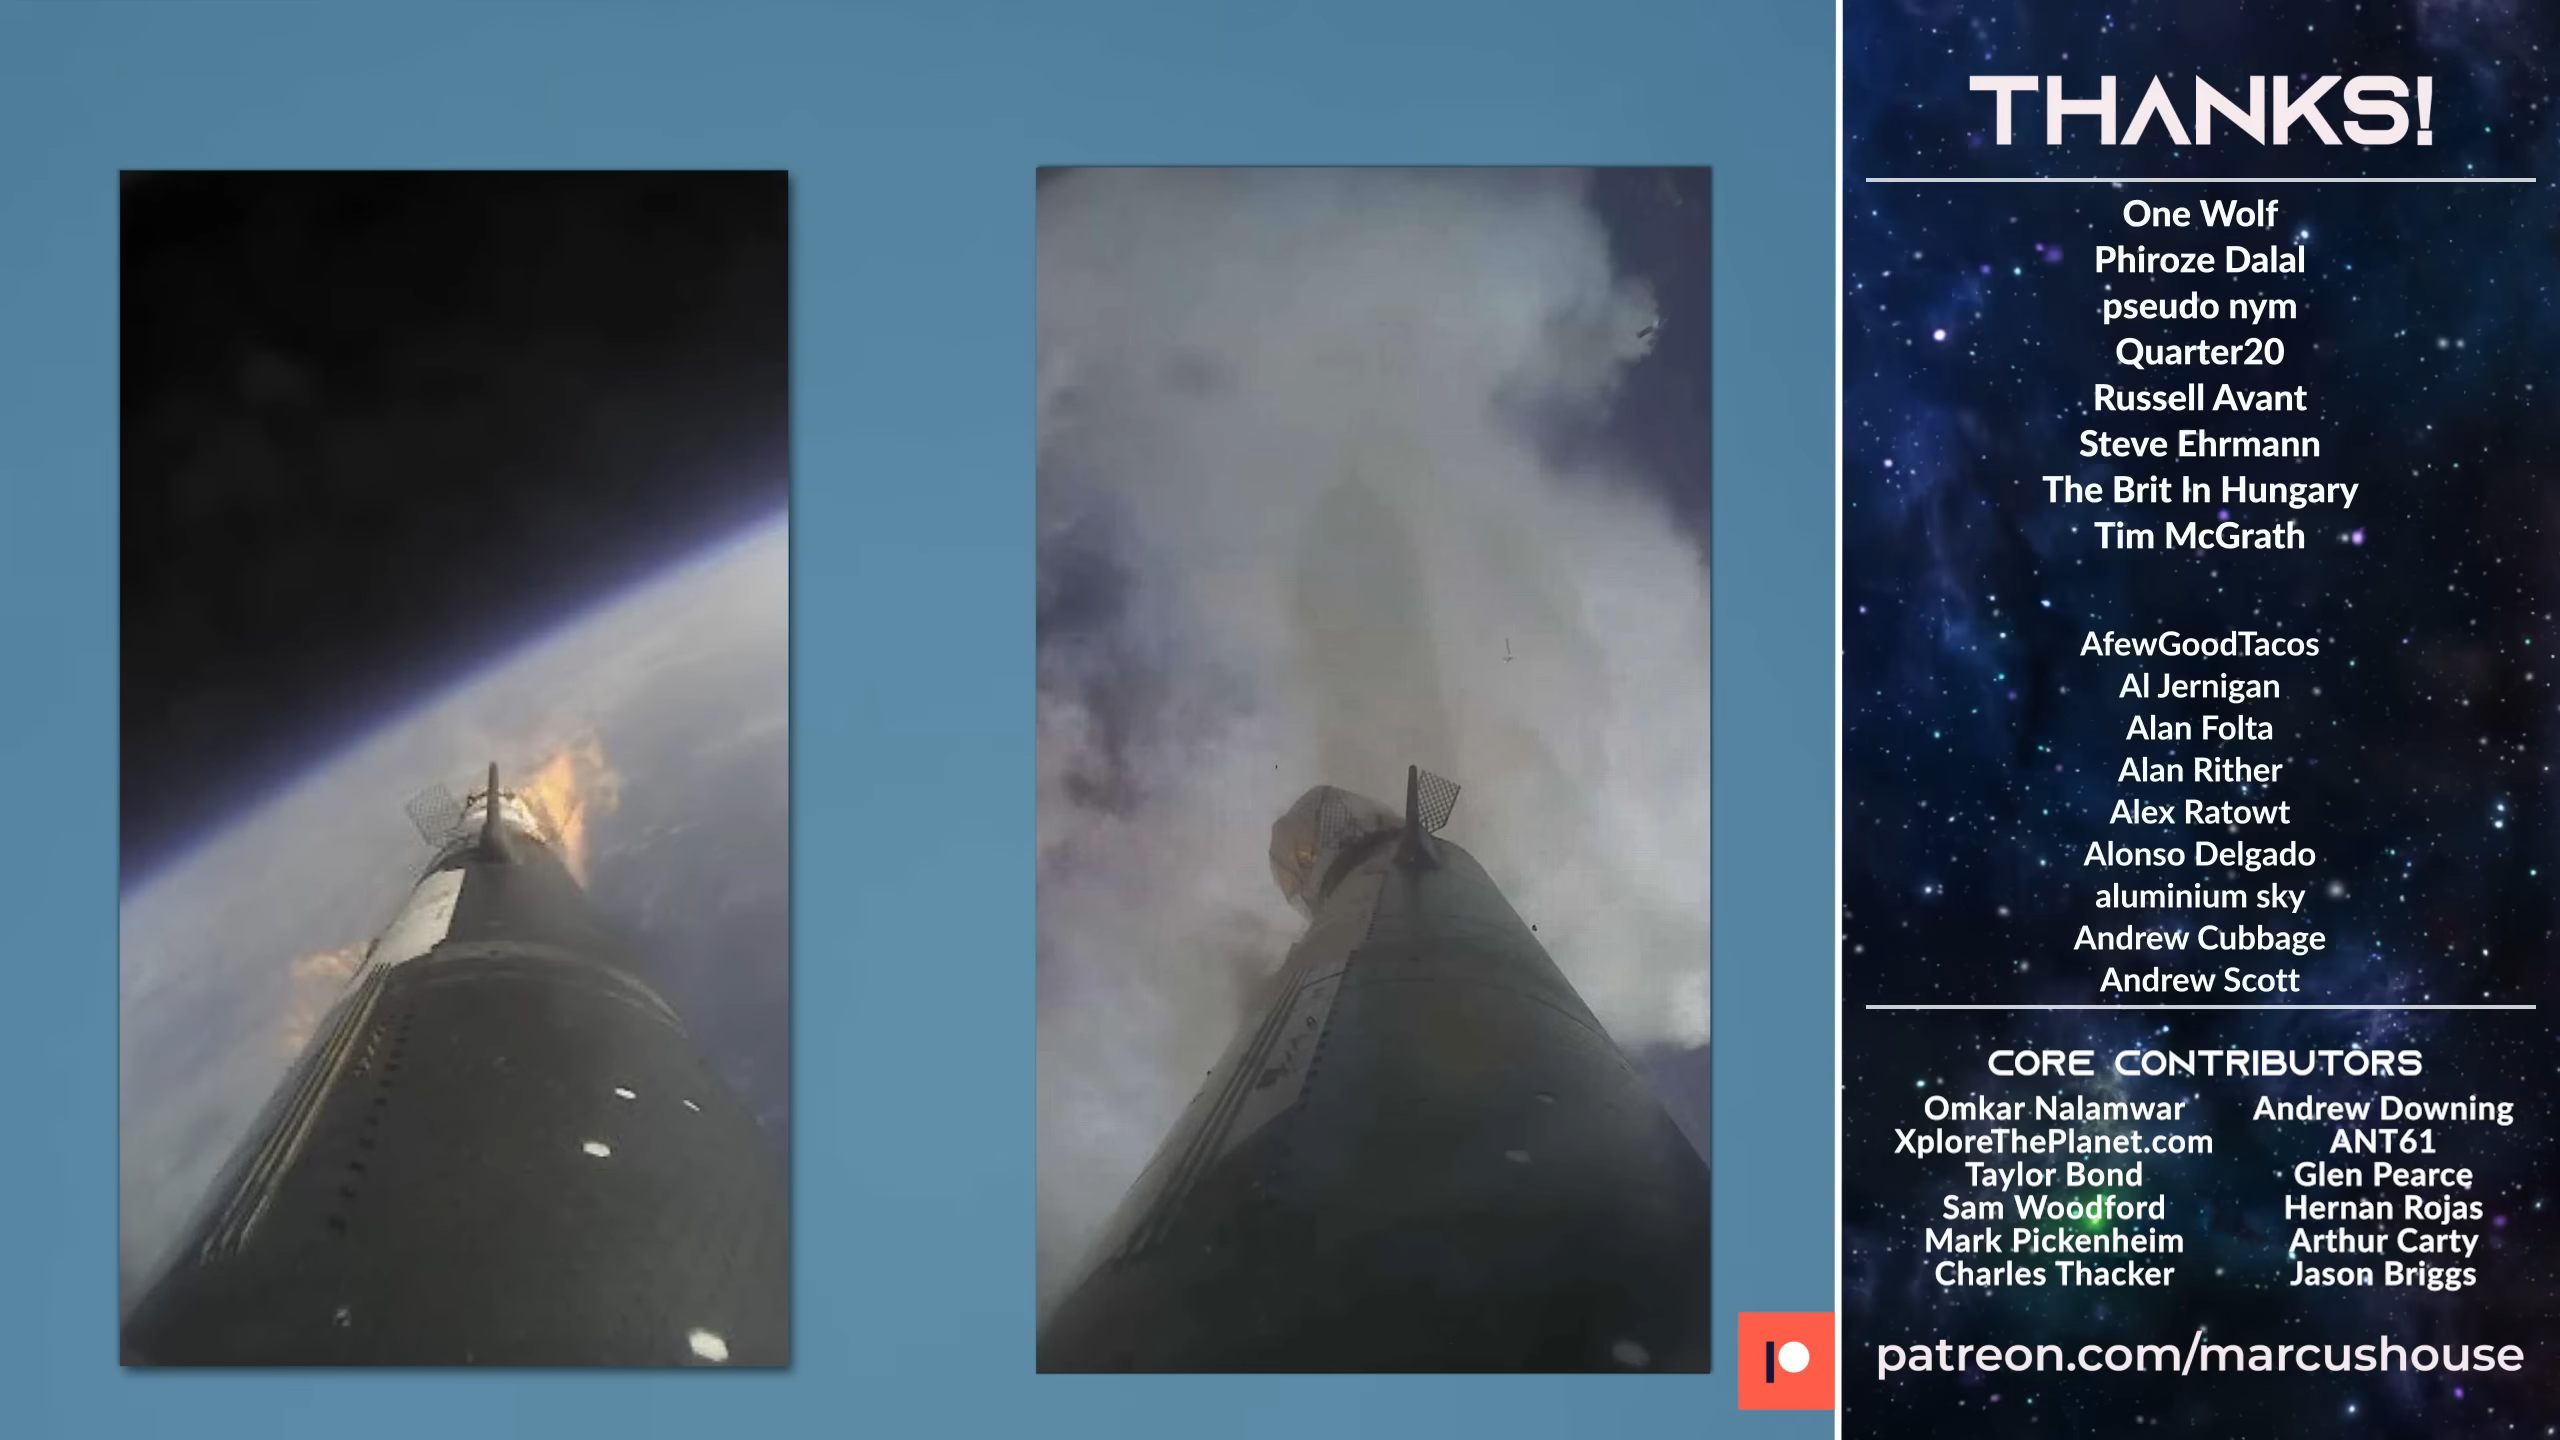 THANKS!
One Wolf
Phiroze Dalal
pseudo nym
Quarter20
Russell Avant
Steve Ehrmann
The Brit In Hungary
Tim McGrath
AfewGoodTacos
Al Jernigan
Alan Folta
Alan Rither
Alex Ratowt
Alonso Delgado
aluminium sky
Andrew Cubbage
Andrew Scott
CORE CONTRIBUTORS
Omkar Nalamwar
XploreThePlanet.com
Taylor Bond
Sam Woodford
Mark Pickenheim
Charles Thacker
Andrew Downing
ANT61
Glen Pearce
Hernan Rojas
Arthur Carty
Jason Briggs
patreon.com/marcushouse